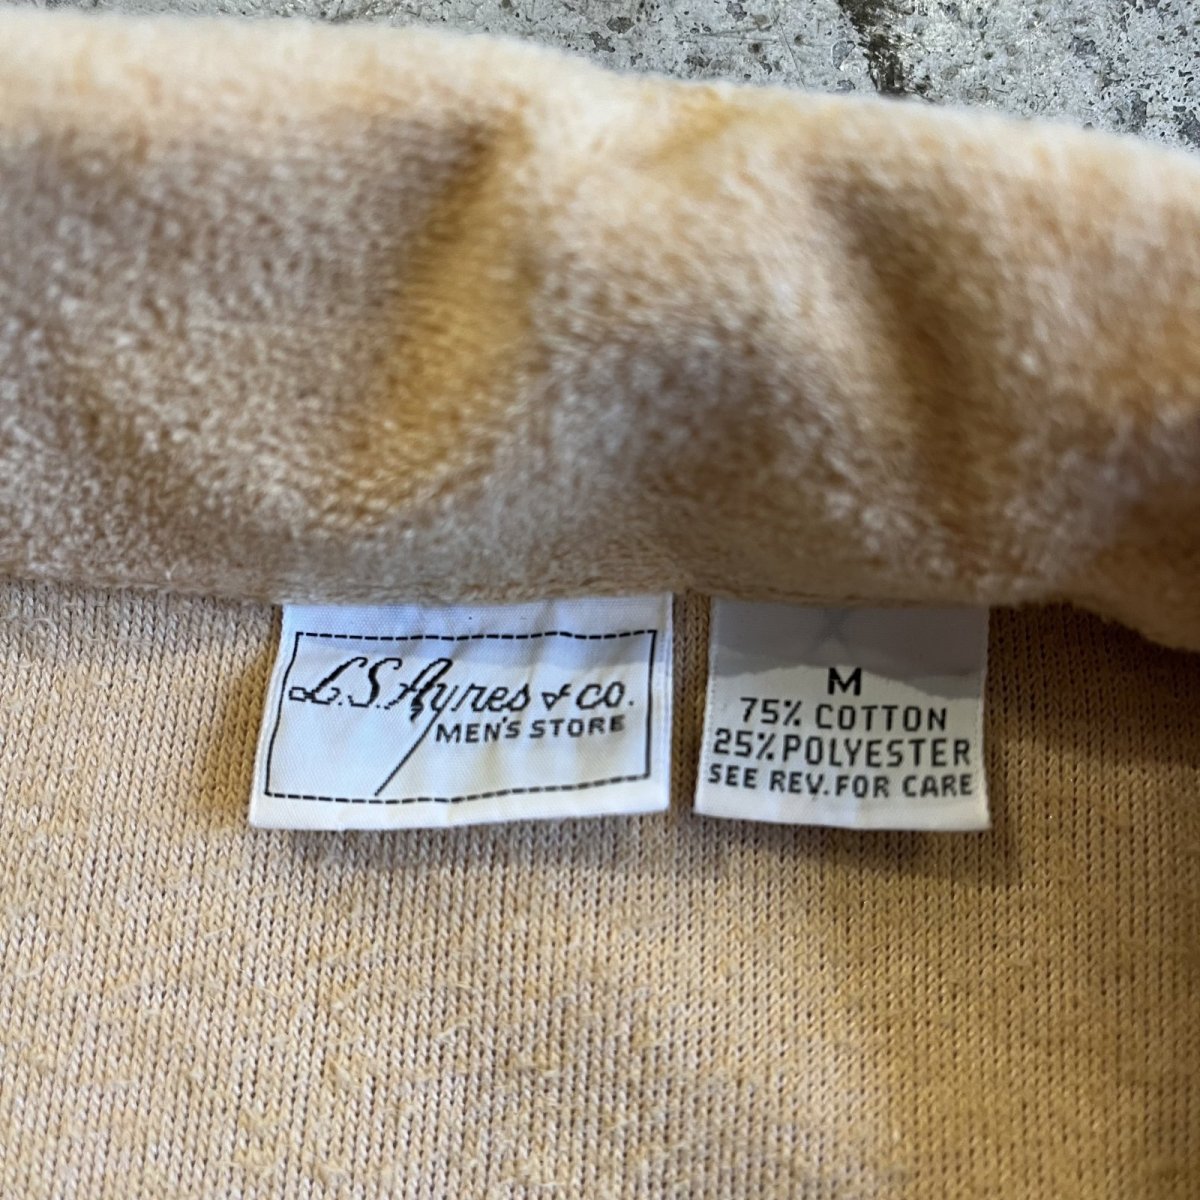 L.S. Ayres & co.
MEN'S STORE
M
75% COTTON
25% POLYESTER
SEE REV. FOR CARE